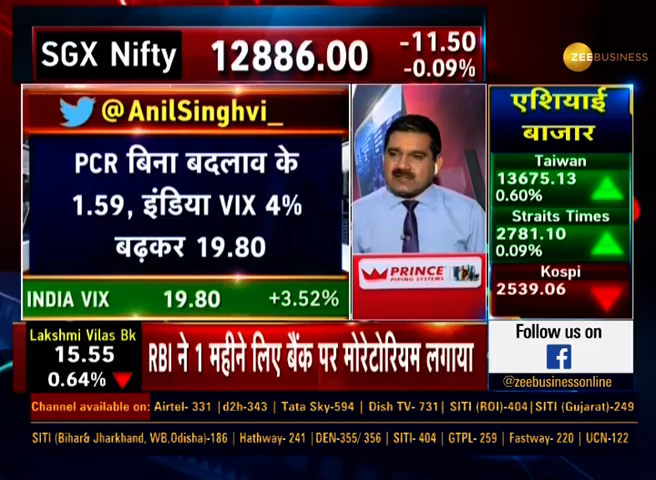 SGX Nifty 12886.00 -11.50
-0.09%
ZEEBUSINESS
@AnilSinghvi_
PCR बिना बदलाव के
1.59, इंडिया VIX 4%
बढ़कर 19.80
INDIA VIX 19.80 +3.52%
PRINCE
PIPING SYSTEMS
एशियाई
बाजार
Taiwan
13675.13
0.60%
Straits Times
2781.10
0.09%
Kospi
2539.06
Lakshmi Vilas Bk
15.55
0.64%
RBI ने 1 महीने लिए बैंक पर मोरेटोरियम लगाया
Follow us on
@zeebusinessonline
Channel available on: Airtel- 331 | d2h-343 | Tata Sky-594 | Dish TV- 731 | SITI (ROI)-404 | SITI (Gujarat)-249
SITI (Bihar& Jharkhand, WB,Odisha)-186 | Hathway- 241 | DEN-355/ 356 | SITI- 404 | GTPL- 259 | Fastway- 220 | UCN-122